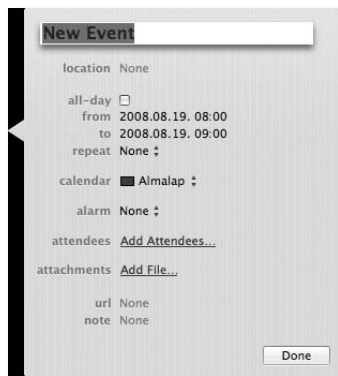 New Event
location None
all-day
from 2008.08.19. 08:00
to 2008.08.19. 09:00
repeat None
calendar Almalap
alarm None
attendees Add Attendees...
attachments Add File...
url None
note None
Done